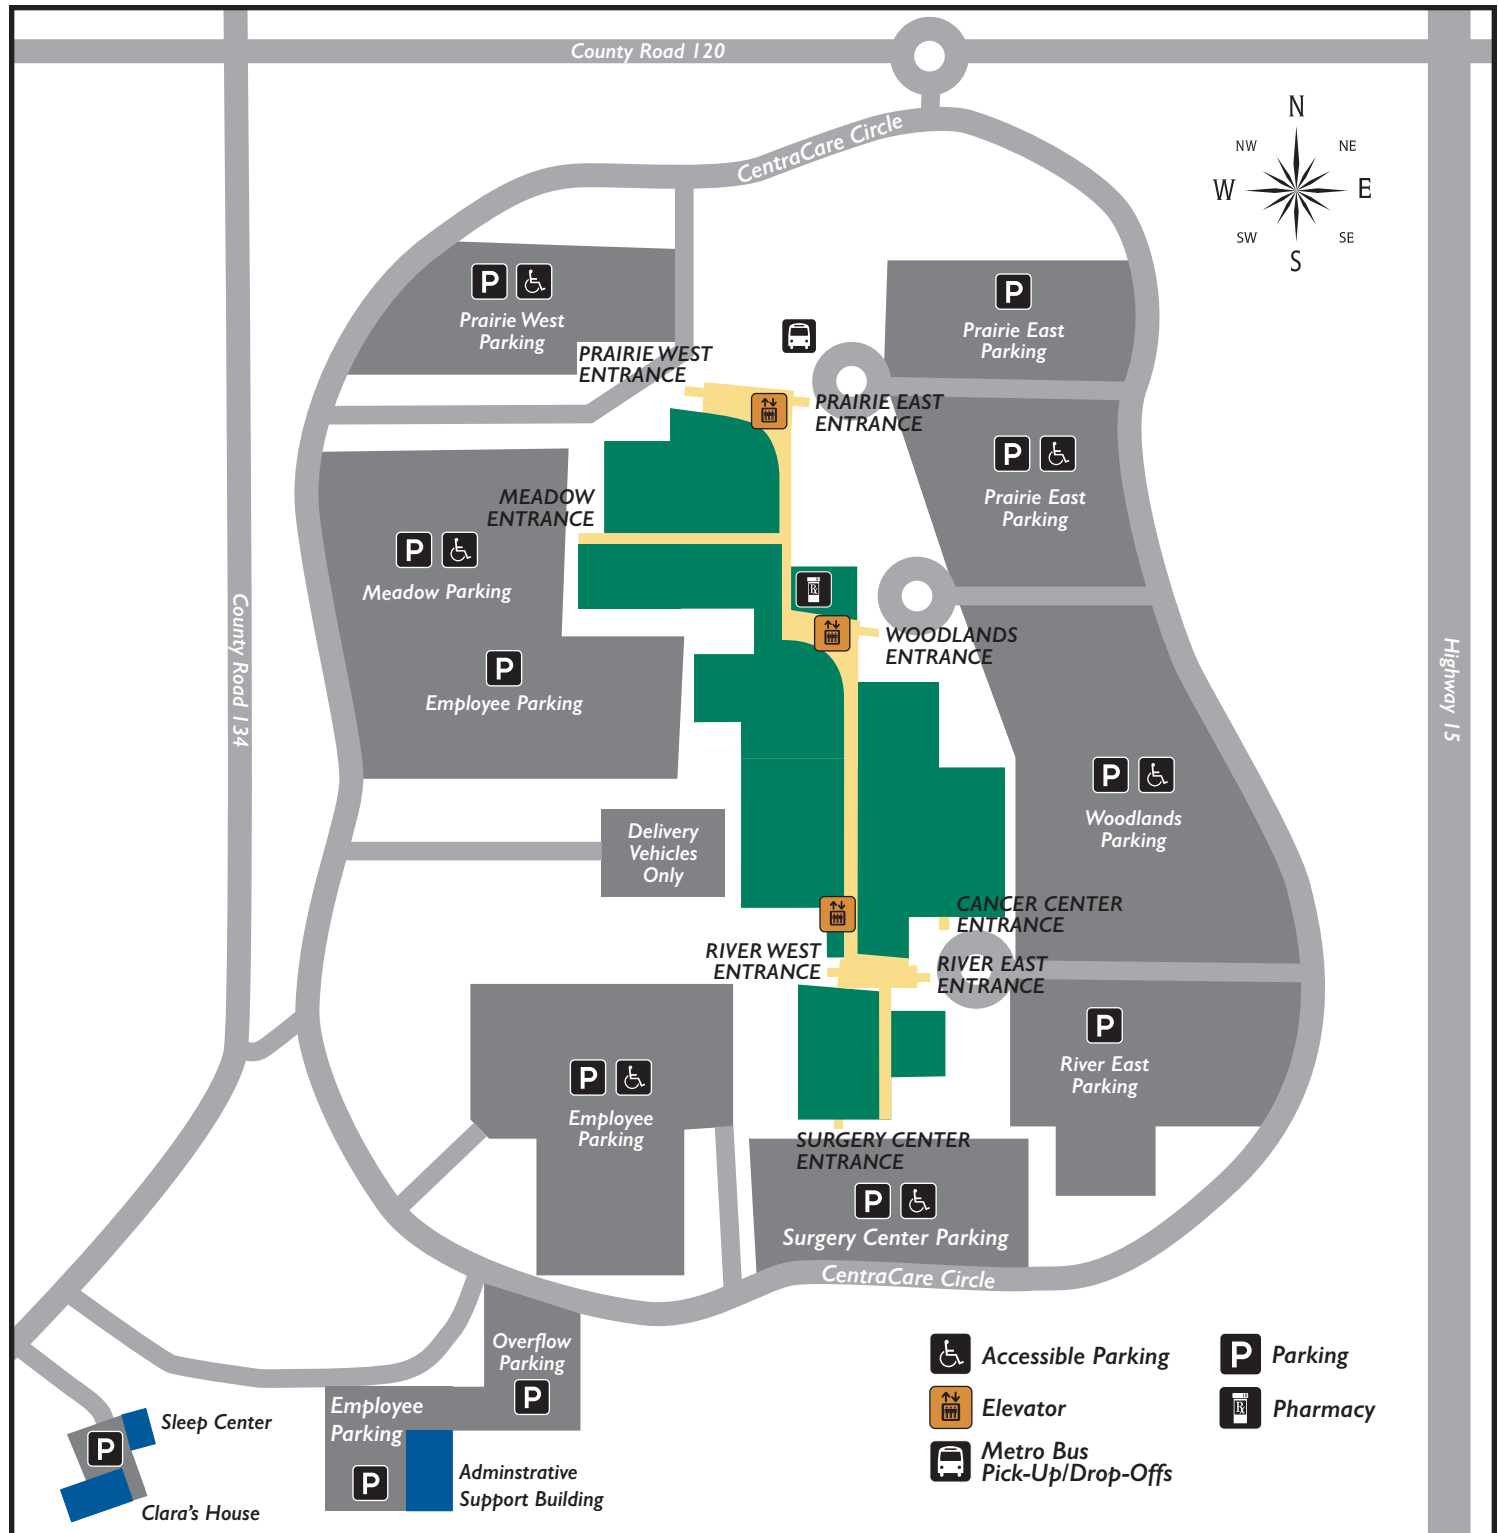 County Road 120
CentraCare Circle
N
NW
NE
W
E
SW
SE
S
P
Prairie West
Parking
P
Prairie East
Parking
PRAIRIE WEST
ENTRANCE
PRAIRIE EAST
ENTRANCE
P
Prairie East
Parking
MEADOW
ENTRANCE
P
Meadow Parking
Rx
WOODLANDS
ENTRANCE
County Road 134
Highway 15
P
Employee Parking
P
Woodlands
Parking
Delivery
Vehicles
Only
CANCER CENTER
ENTRANCE
RIVER WEST
ENTRANCE
RIVER EAST
ENTRANCE
P
River East
Parking
P
Employee
Parking
SURGERY CENTER
ENTRANCE
P
Surgery Center Parking
CentraCare Circle
Overflow
Parking
P
Employee
Parking
P
Adminstrative
Support Building
Sleep Center
P
Clara's House
Accessible Parking
P
Parking
Elevator
Rx
Pharmacy
Metro Bus
Pick-Up/Drop-Offs